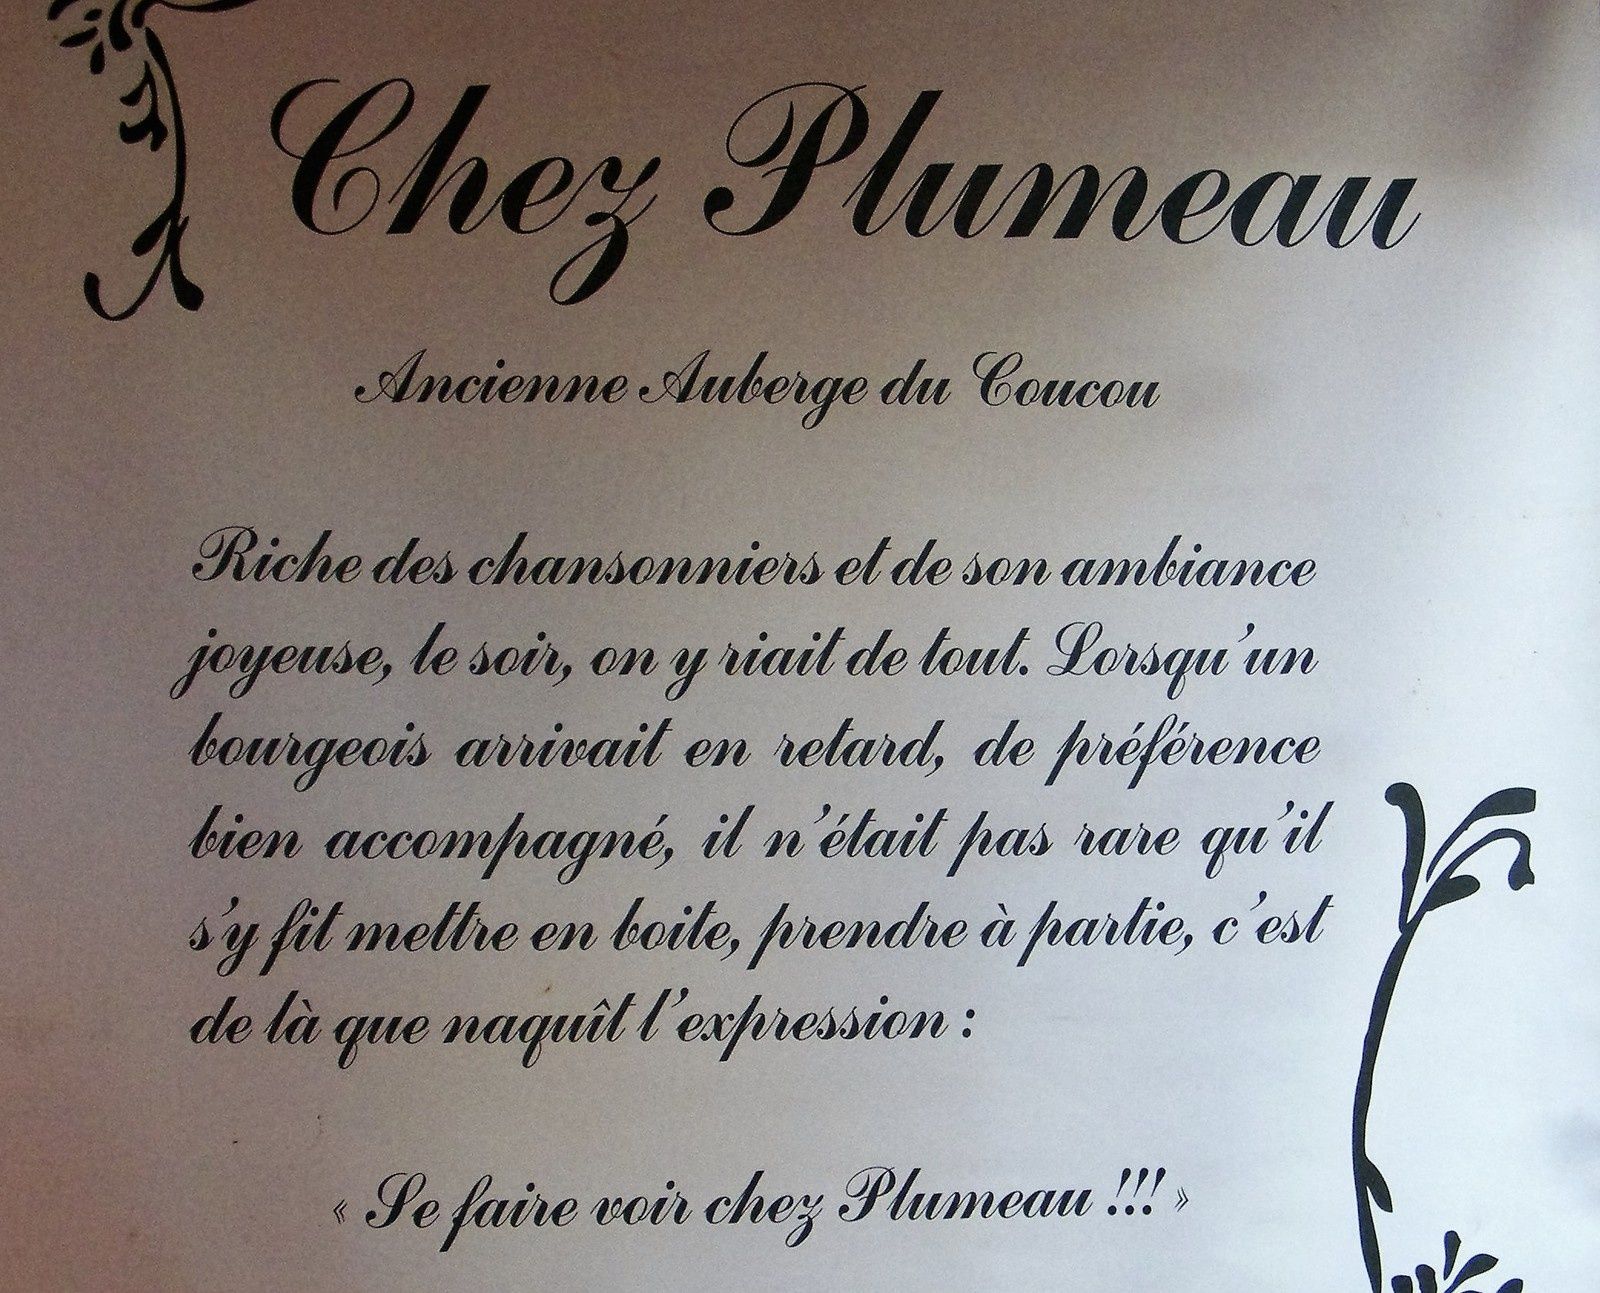 Chez Plumeau
Ancienne Auberge du Coucou
Riche des chansonniers et de son ambiance
joyeuse, le soir, on y riait de tout. Lorsqu'un
bourgeois arrivait en retard, de préférence
bien accompagné, il n'était pas rare qu'il
s'y fit mettre en boite, prendre à partie, c'est
de là que naquît l'expression :
« Se faire voir chez Plumeau !!! »